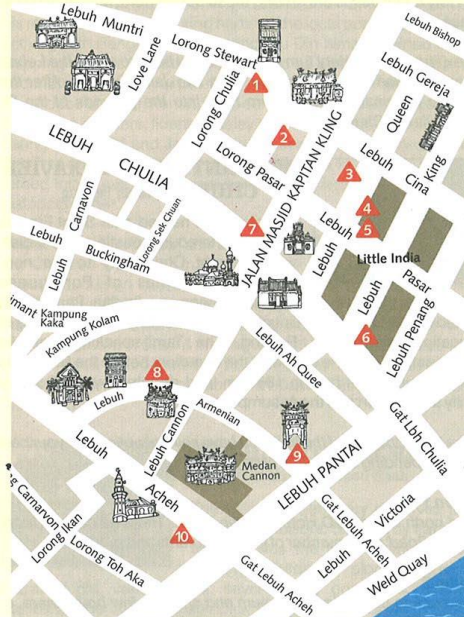 Lebuh Muntri
Love Lane
Lorong Stewart
Lebuh Bishop
Lebuh Gereja
Queen
King
1
Lorong Chulia
2
JALAN MASJID KAPITAN KLING
Lebuh
Cina
3
Lorong Pasar
LEBUH
CHULIA
4
Lebuh
5
7
Lebuh
Little India
Carnavon
Lebuh
Lorong Sek Chuan
Lebuh
Buckingham
Pasar
Lebuh
Lebuh Penang
6
Kampung
Kaka
Kampung Kolam
Lebuh Ah Quee
8
Lebuh
Armenian
Lebuh Cannon
Gat Lbh Chulia
9
LEBUH PANTAI
Medan
Cannon
Lebuh
Acheh
10
Carnarvon
Lorong Ikan
Lorong Toh Aka
Gat Lebuh Acheh
Victoria
Lebuh
Gat Lebuh Acheh
Weld Quay